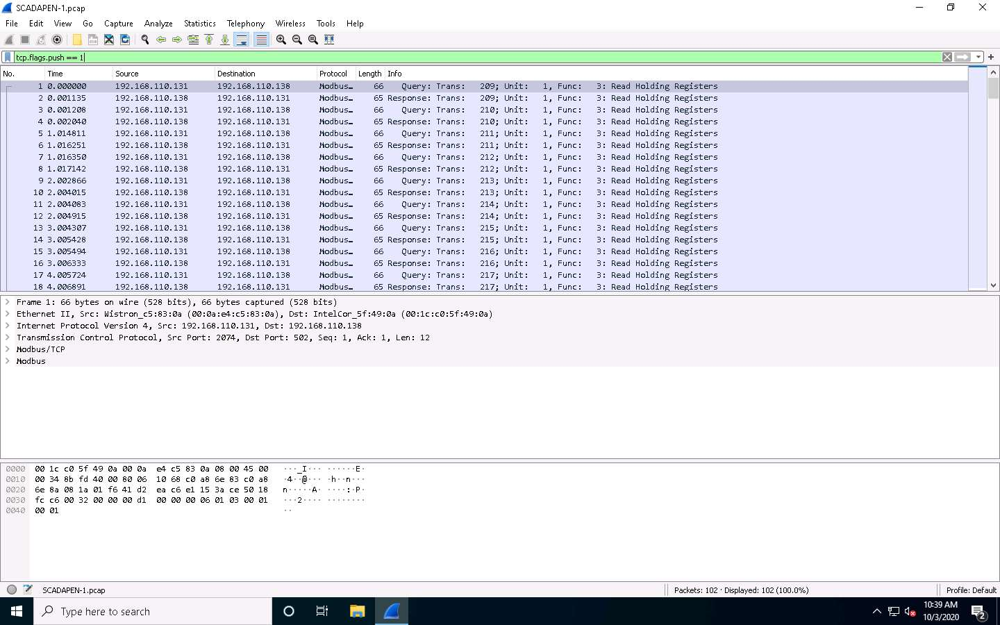 SCADAPEN-1.pcap
File Edit View Go Capture Analyze Statistics Telephony Wireless Tools Help
tcp.flags.push == 1
No. Time Source Destination Protocol Length Info
1 0.000000 192.168.110.131 192.168.110.138 Modbus… 66 Query: Trans: 209; Unit: 1, Func: 3: Read Holding Registers
2 0.001135 192.168.110.138 192.168.110.131 Modbus… 65 Response: Trans: 209; Unit: 1, Func: 3: Read Holding Registers
3 0.001208 192.168.110.131 192.168.110.138 Modbus… 66 Query: Trans: 210; Unit: 1, Func: 3: Read Holding Registers
4 0.002040 192.168.110.138 192.168.110.131 Modbus… 65 Response: Trans: 210; Unit: 1, Func: 3: Read Holding Registers
5 1.014811 192.168.110.131 192.168.110.138 Modbus… 66 Query: Trans: 211; Unit: 1, Func: 3: Read Holding Registers
6 1.016251 192.168.110.138 192.168.110.131 Modbus… 65 Response: Trans: 211; Unit: 1, Func: 3: Read Holding Registers
7 1.016350 192.168.110.131 192.168.110.138 Modbus… 66 Query: Trans: 212; Unit: 1, Func: 3: Read Holding Registers
8 1.017142 192.168.110.138 192.168.110.131 Modbus… 65 Response: Trans: 212; Unit: 1, Func: 3: Read Holding Registers
9 2.002866 192.168.110.131 192.168.110.138 Modbus… 66 Query: Trans: 213; Unit: 1, Func: 3: Read Holding Registers
10 2.004015 192.168.110.138 192.168.110.131 Modbus… 65 Response: Trans: 213; Unit: 1, Func: 3: Read Holding Registers
11 2.004083 192.168.110.131 192.168.110.138 Modbus… 66 Query: Trans: 214; Unit: 1, Func: 3: Read Holding Registers
12 2.004915 192.168.110.138 192.168.110.131 Modbus… 65 Response: Trans: 214; Unit: 1, Func: 3: Read Holding Registers
13 3.004307 192.168.110.131 192.168.110.138 Modbus… 66 Query: Trans: 215; Unit: 1, Func: 3: Read Holding Registers
14 3.005428 192.168.110.138 192.168.110.131 Modbus… 65 Response: Trans: 215; Unit: 1, Func: 3: Read Holding Registers
15 3.005494 192.168.110.131 192.168.110.138 Modbus… 66 Query: Trans: 216; Unit: 1, Func: 3: Read Holding Registers
16 3.006333 192.168.110.138 192.168.110.131 Modbus… 65 Response: Trans: 216; Unit: 1, Func: 3: Read Holding Registers
17 4.005724 192.168.110.131 192.168.110.138 Modbus… 66 Query: Trans: 217; Unit: 1, Func: 3: Read Holding Registers
18 4.006891 192.168.110.138 192.168.110.131 Modbus… 65 Response: Trans: 217; Unit: 1, Func: 3: Read Holding Registers
Frame 1: 66 bytes on wire (528 bits), 66 bytes captured (528 bits)
Ethernet II, Src: Wistron_c5:83:0a (00:0a:e4:c5:83:0a), Dst: IntelCor_5f:49:0a (00:1c:c0:5f:49:0a)
Internet Protocol Version 4, Src: 192.168.110.131, Dst: 192.168.110.138
Transmission Control Protocol, Src Port: 2074, Dst Port: 502, Seq: 1, Ack: 1, Len: 12
Modbus/TCP
Modbus
0000 00 1c c0 5f 49 0a 00 0a e4 c5 83 0a 08 00 45 00 ···_I··· ······E·
0010 00 34 8b fd 40 00 80 06 10 68 c0 a8 6e 83 c0 a8 ·4··@··· ·h··n···
0020 6e 8a 08 1a 01 f6 41 d2 ea c6 e1 15 3a ce 50 18 n·····A· ····:·P·
0030 fc c6 00 32 00 00 00 d1 00 00 00 06 01 03 00 01 ···2···· ········
0040 00 01 ··
SCADAPEN-1.pcap Packets: 102 · Displayed: 102 (100.0%) Profile: Default
Type here to search
10:39 AM
10/3/2020
2